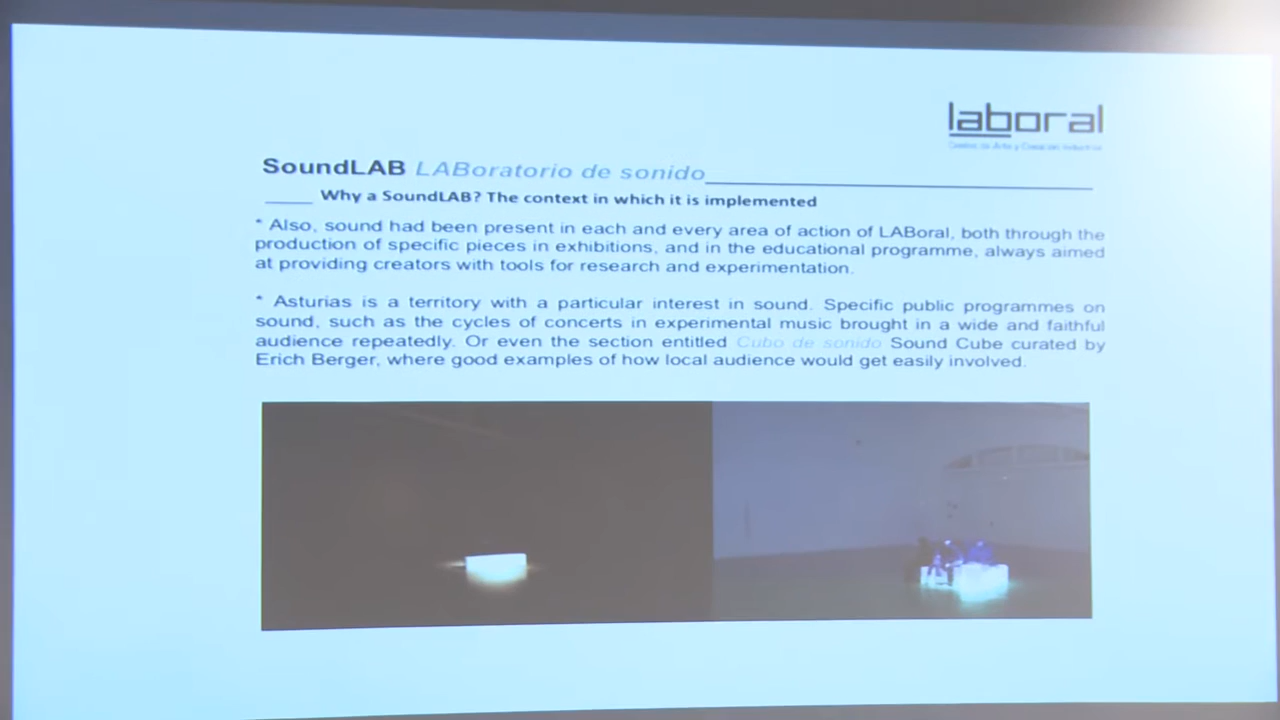 laboral
Centro de Arte y Creación Industrial
SoundLAB LABoratorio de sonido
Why a SoundLAB? The context in which it is implemented
* Also, sound had been present in each and every area of action of LABoral, both through the
production of specific pieces in exhibitions, and in the educational programme, always aimed
at providing creators with tools for research and experimentation.
* Asturias is a territory with a particular interest in sound. Specific public programmes on
sound, such as the cycles of concerts in experimental music brought in a wide and faithful
audience repeatedly. Or even the section entitled Cubo de sonido Sound Cube curated by
Erich Berger, where good examples of how local audience would get easily involved.